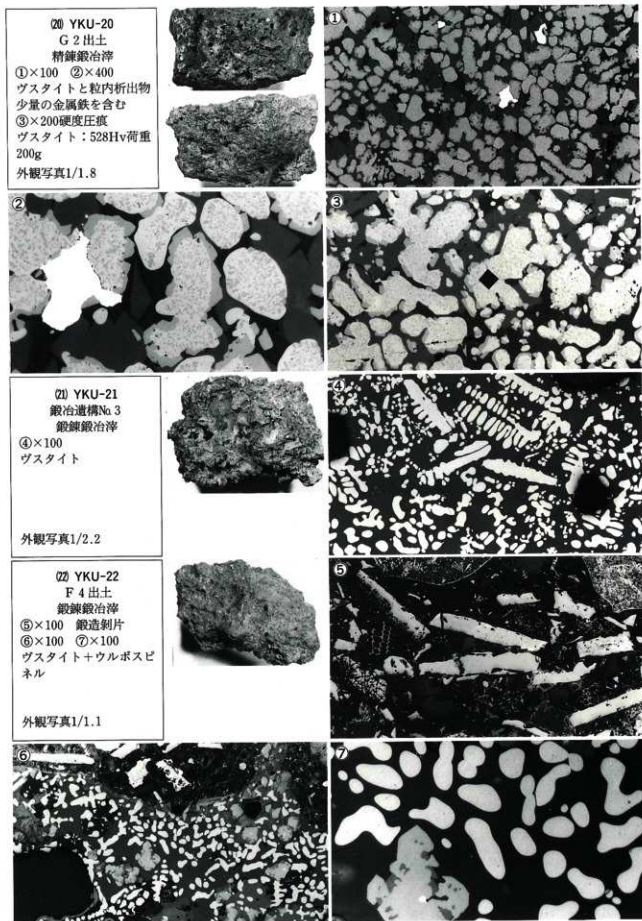 ⒇ YKU-20
G2出土
精錬鍛冶滓
①×100 ②×400
ヴスタイトと粒内析出物
少量の金属鉄を含む
③×200硬度圧痕
ヴスタイト：528Hv荷重
200g
外観写真1/1.8
①
②
③
(21) YKU-21
鍛冶遺構No.3
鍛錬鍛冶滓
④×100
ヴスタイト
外観写真1/2.2
④
(22) YKU-22
F4出土
鍛錬鍛冶滓
⑤×100 鍛造剝片
⑥×100 ⑦×100
ヴスタイト＋ウルボスピ
ネル
外観写真1/1.1
⑤
⑥
⑦